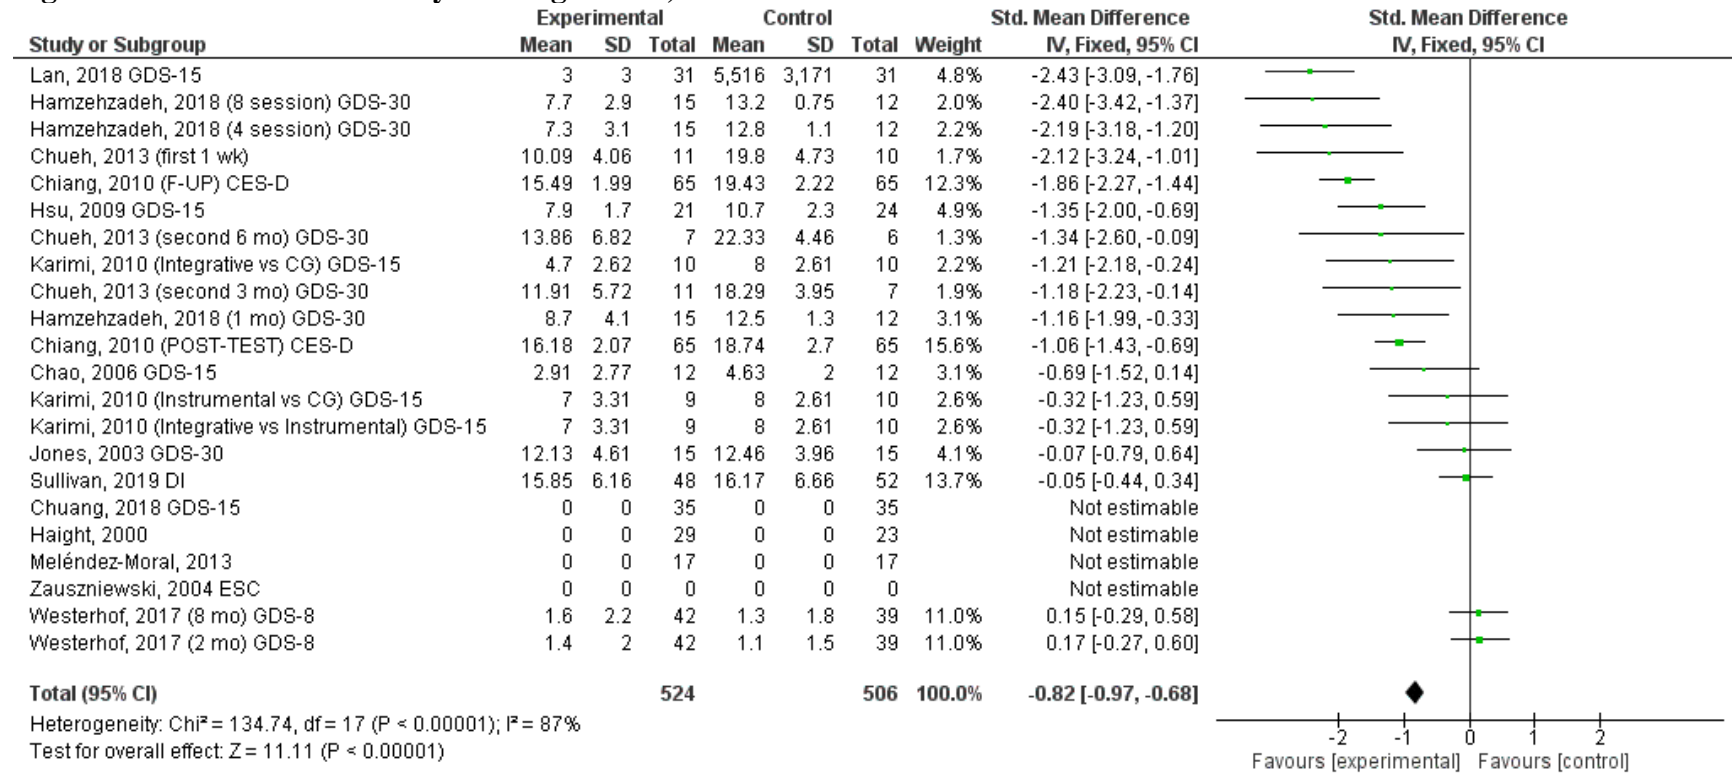 Experimental Control Std. Mean Difference Std. Mean Difference
Study or Subgroup Mean SD Total Mean SD Total Weight IV, Fixed, 95% CI IV, Fixed, 95% CI
Lan, 2018 GDS-15 3 3 31 5,516 3,171 31 4.8% -2.43 [-3.09, -1.76]
Hamzehzadeh, 2018 (8 session) GDS-30 7.7 2.9 15 13.2 0.75 12 2.0% -2.40 [-3.42, -1.37]
Hamzehzadeh, 2018 (4 session) GDS-30 7.3 3.1 15 12.8 1.1 12 2.2% -2.19 [-3.18, -1.20]
Chueh, 2013 (first 1 wk) 10.09 4.06 11 19.8 4.73 10 1.7% -2.12 [-3.24, -1.01]
Chiang, 2010 (F-UP) CES-D 15.49 1.99 65 19.43 2.22 65 12.3% -1.86 [-2.27, -1.44]
Hsu, 2009 GDS-15 7.9 1.7 21 10.7 2.3 24 4.9% -1.35 [-2.00, -0.69]
Chueh, 2013 (second 6 mo) GDS-30 13.86 6.82 7 22.33 4.46 6 1.3% -1.34 [-2.60, -0.09]
Karimi, 2010 (Integrative vs CG) GDS-15 4.7 2.62 10 8 2.61 10 2.2% -1.21 [-2.18, -0.24]
Chueh, 2013 (second 3 mo) GDS-30 11.91 5.72 11 18.29 3.95 7 1.9% -1.18 [-2.23, -0.14]
Hamzehzadeh, 2018 (1 mo) GDS-30 8.7 4.1 15 12.5 1.3 12 3.1% -1.16 [-1.99, -0.33]
Chiang, 2010 (POST-TEST) CES-D 16.18 2.07 65 18.74 2.7 65 15.6% -1.06 [-1.43, -0.69]
Chao, 2006 GDS-15 2.91 2.77 12 4.63 2 12 3.1% -0.69 [-1.52, 0.14]
Karimi, 2010 (Instrumental vs CG) GDS-15 7 3.31 9 8 2.61 10 2.6% -0.32 [-1.23, 0.59]
Karimi, 2010 (Integrative vs Instrumental) GDS-15 7 3.31 9 8 2.61 10 2.6% -0.32 [-1.23, 0.59]
Jones, 2003 GDS-30 12.13 4.61 15 12.46 3.96 15 4.1% -0.07 [-0.79, 0.64]
Sullivan, 2019 DI 15.85 6.16 48 16.17 6.66 52 13.7% -0.05 [-0.44, 0.34]
Chuang, 2018 GDS-15 0 0 35 0 0 35 Not estimable
Haight, 2000 0 0 29 0 0 23 Not estimable
Meléndez-Moral, 2013 0 0 17 0 0 17 Not estimable
Zauszniewski, 2004 ESC 0 0 0 0 0 0 Not estimable
Westerhof, 2017 (8 mo) GDS-8 1.6 2.2 42 1.3 1.8 39 11.0% 0.15 [-0.29, 0.58]
Westerhof, 2017 (2 mo) GDS-8 1.4 2 42 1.1 1.5 39 11.0% 0.17 [-0.27, 0.60]
Total (95% CI) 524 506 100.0% -0.82 [-0.97, -0.68]
Heterogeneity: Chi² = 134.74, df = 17 (P < 0.00001); I² = 87%
Test for overall effect: Z = 11.11 (P < 0.00001)
-2 -1 0 1 2
Favours [experimental] Favours [control]